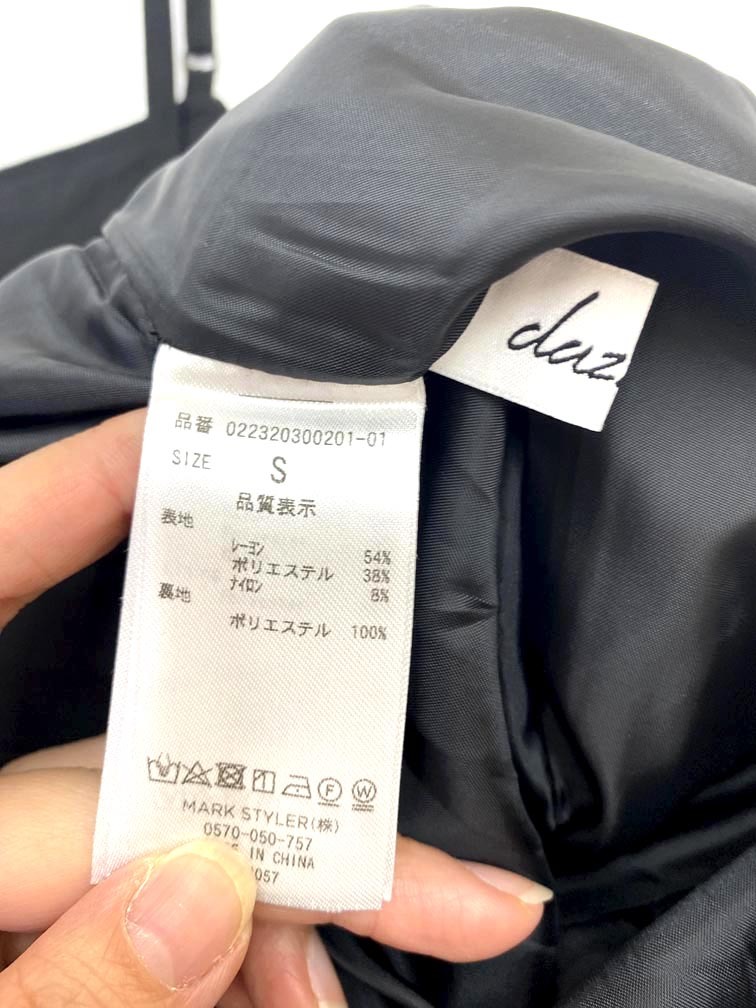 daz
品番 022320300201-01
SIZE S
品質表示
表地
レーヨン 54%
ポリエステル 38%
ナイロン 8%
裏地
ポリエステル 100%
F W
MARK STYLER(株)
0570-050-757
IN CHINA
057